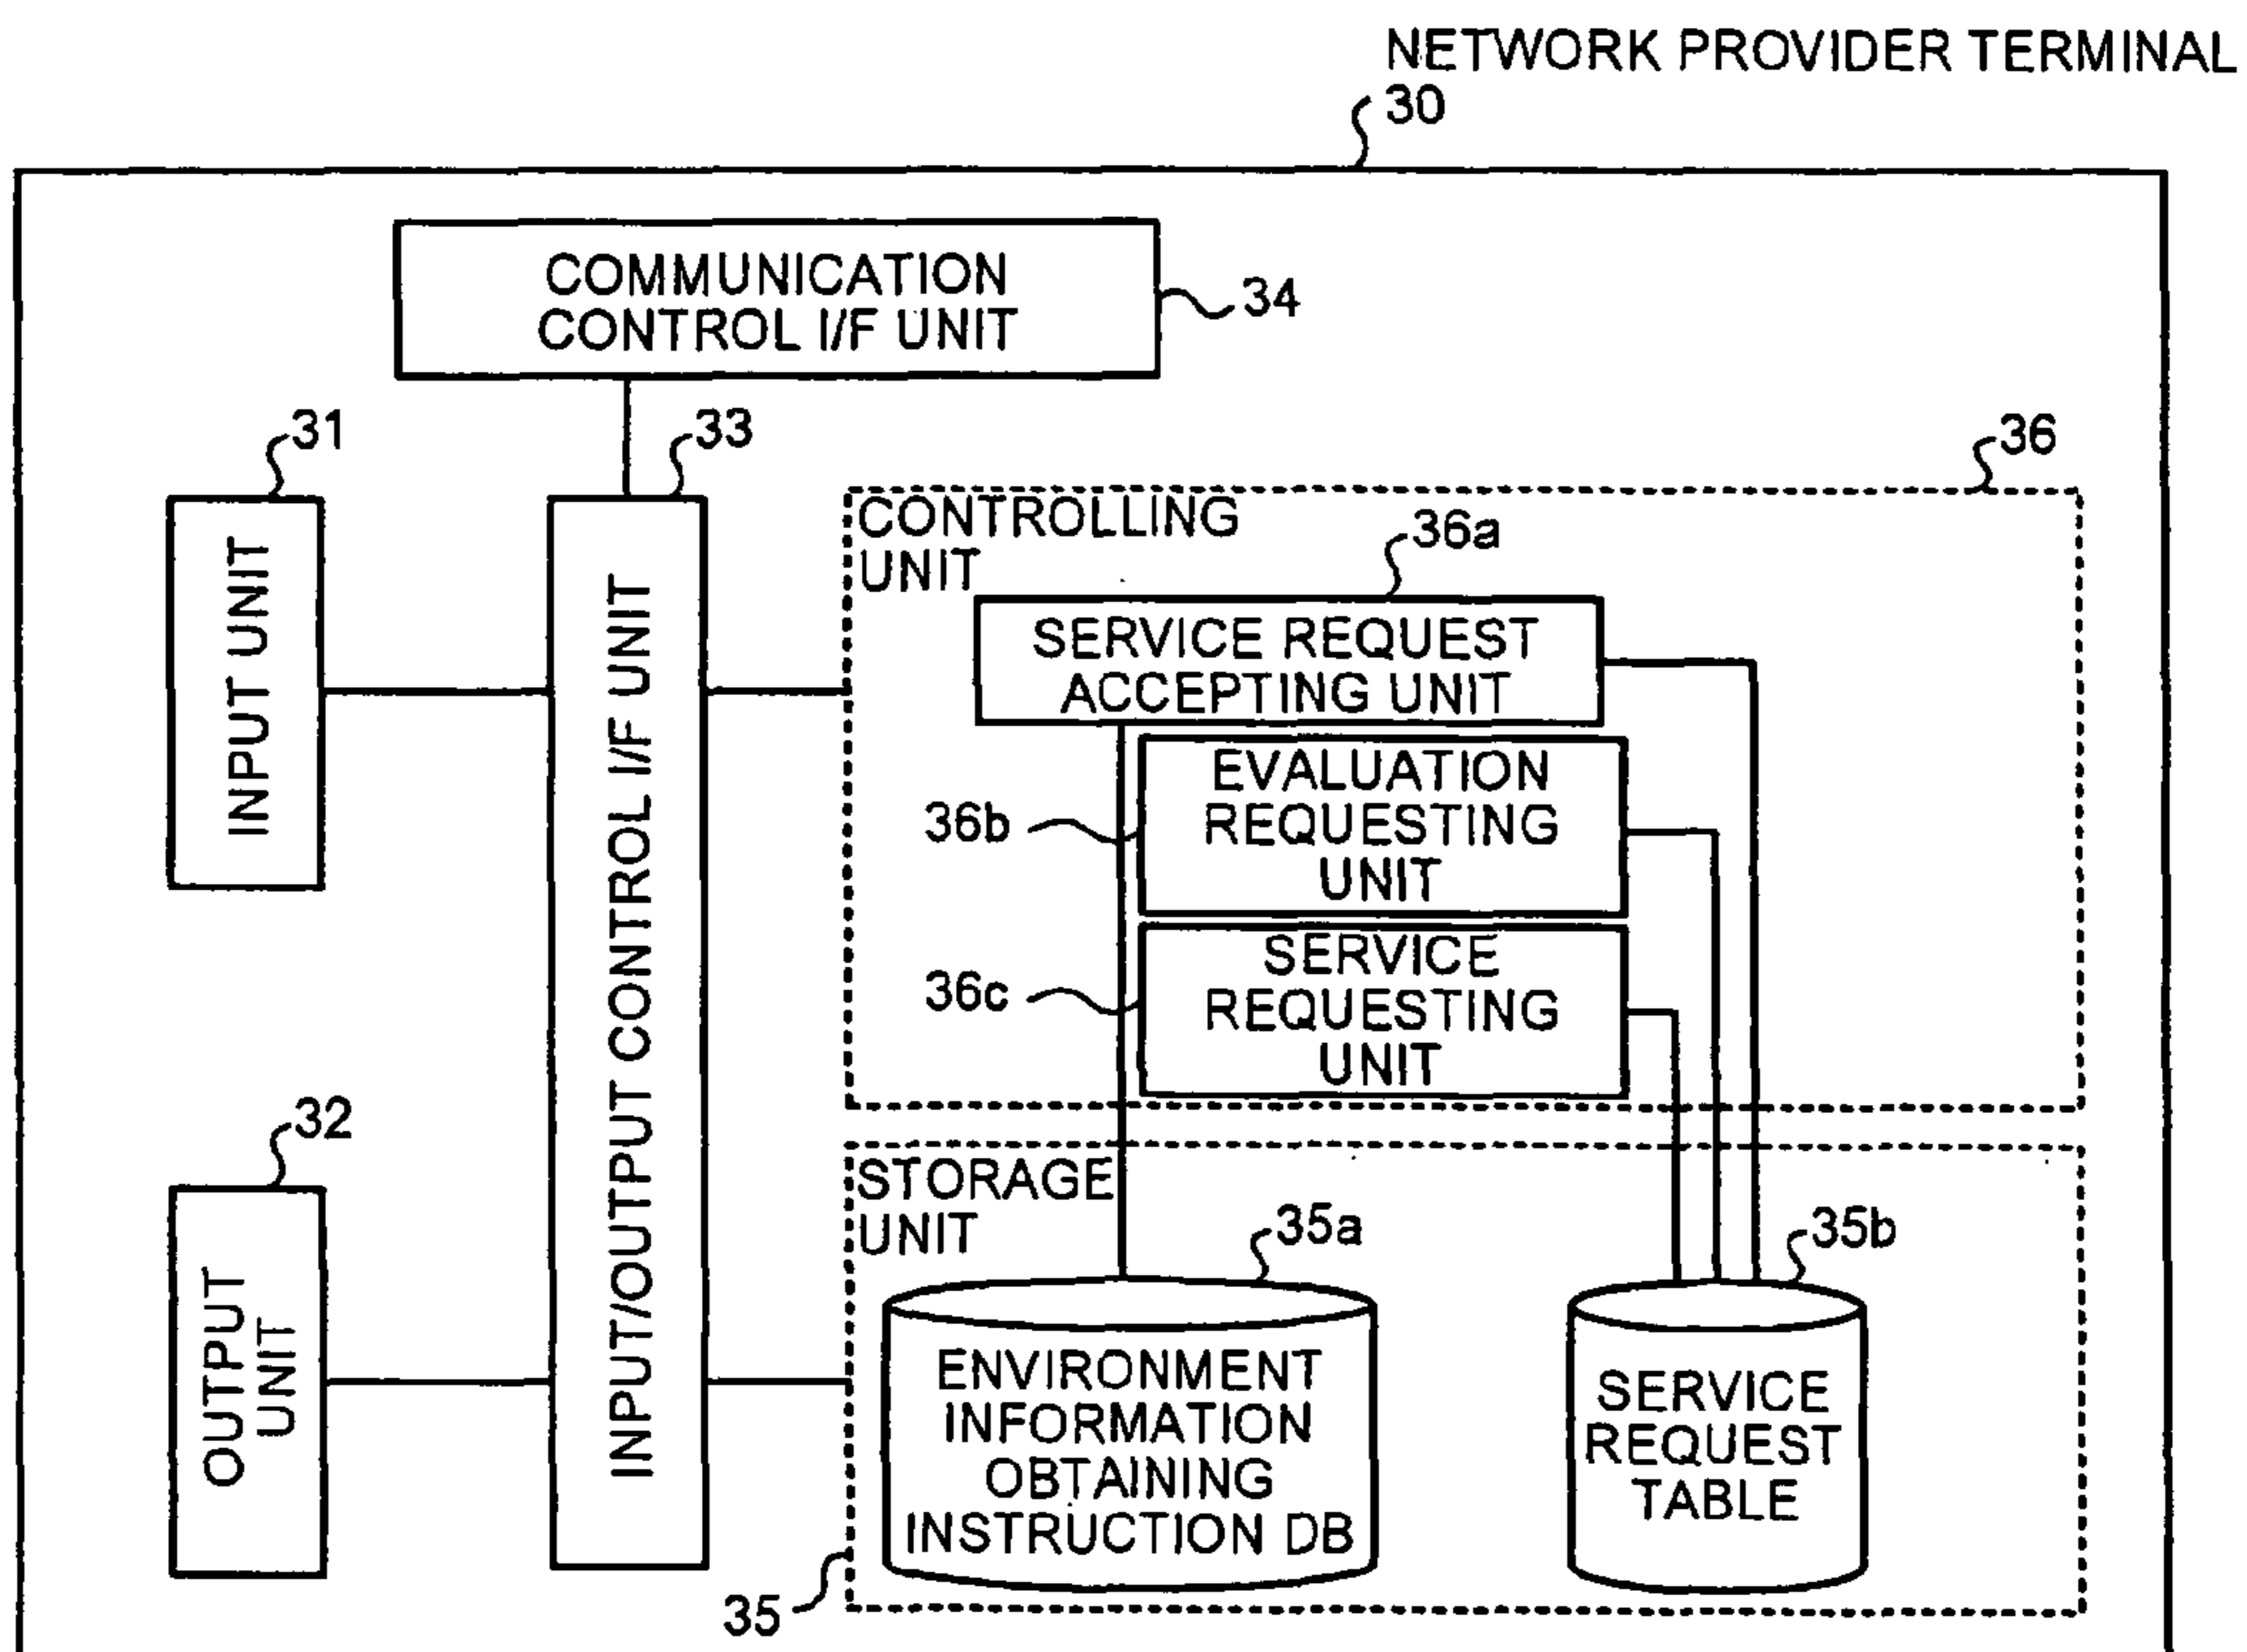 NETWORK PROVIDER TERMINAL
30
COMMUNICATION
CONTROL I/F UNIT
34
31
33
36
INPUT UNIT
INPUT/OUTPUT CONTROL I/F UNIT
CONTROLLING
UNIT
36a
SERVICE REQUEST
ACCEPTING UNIT
36b
EVALUATION
REQUESTING
UNIT
36c
SERVICE
REQUESTING
UNIT
32
OUTPUT
UNIT
STORAGE
UNIT
35a
35b
ENVIRONMENT
INFORMATION
OBTAINING
INSTRUCTION DB
SERVICE
REQUEST
TABLE
35